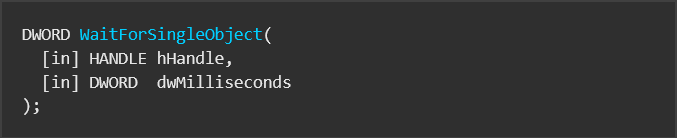 DWORD WaitForSingleObject(
  [in] HANDLE hHandle,
  [in] DWORD  dwMilliseconds
);